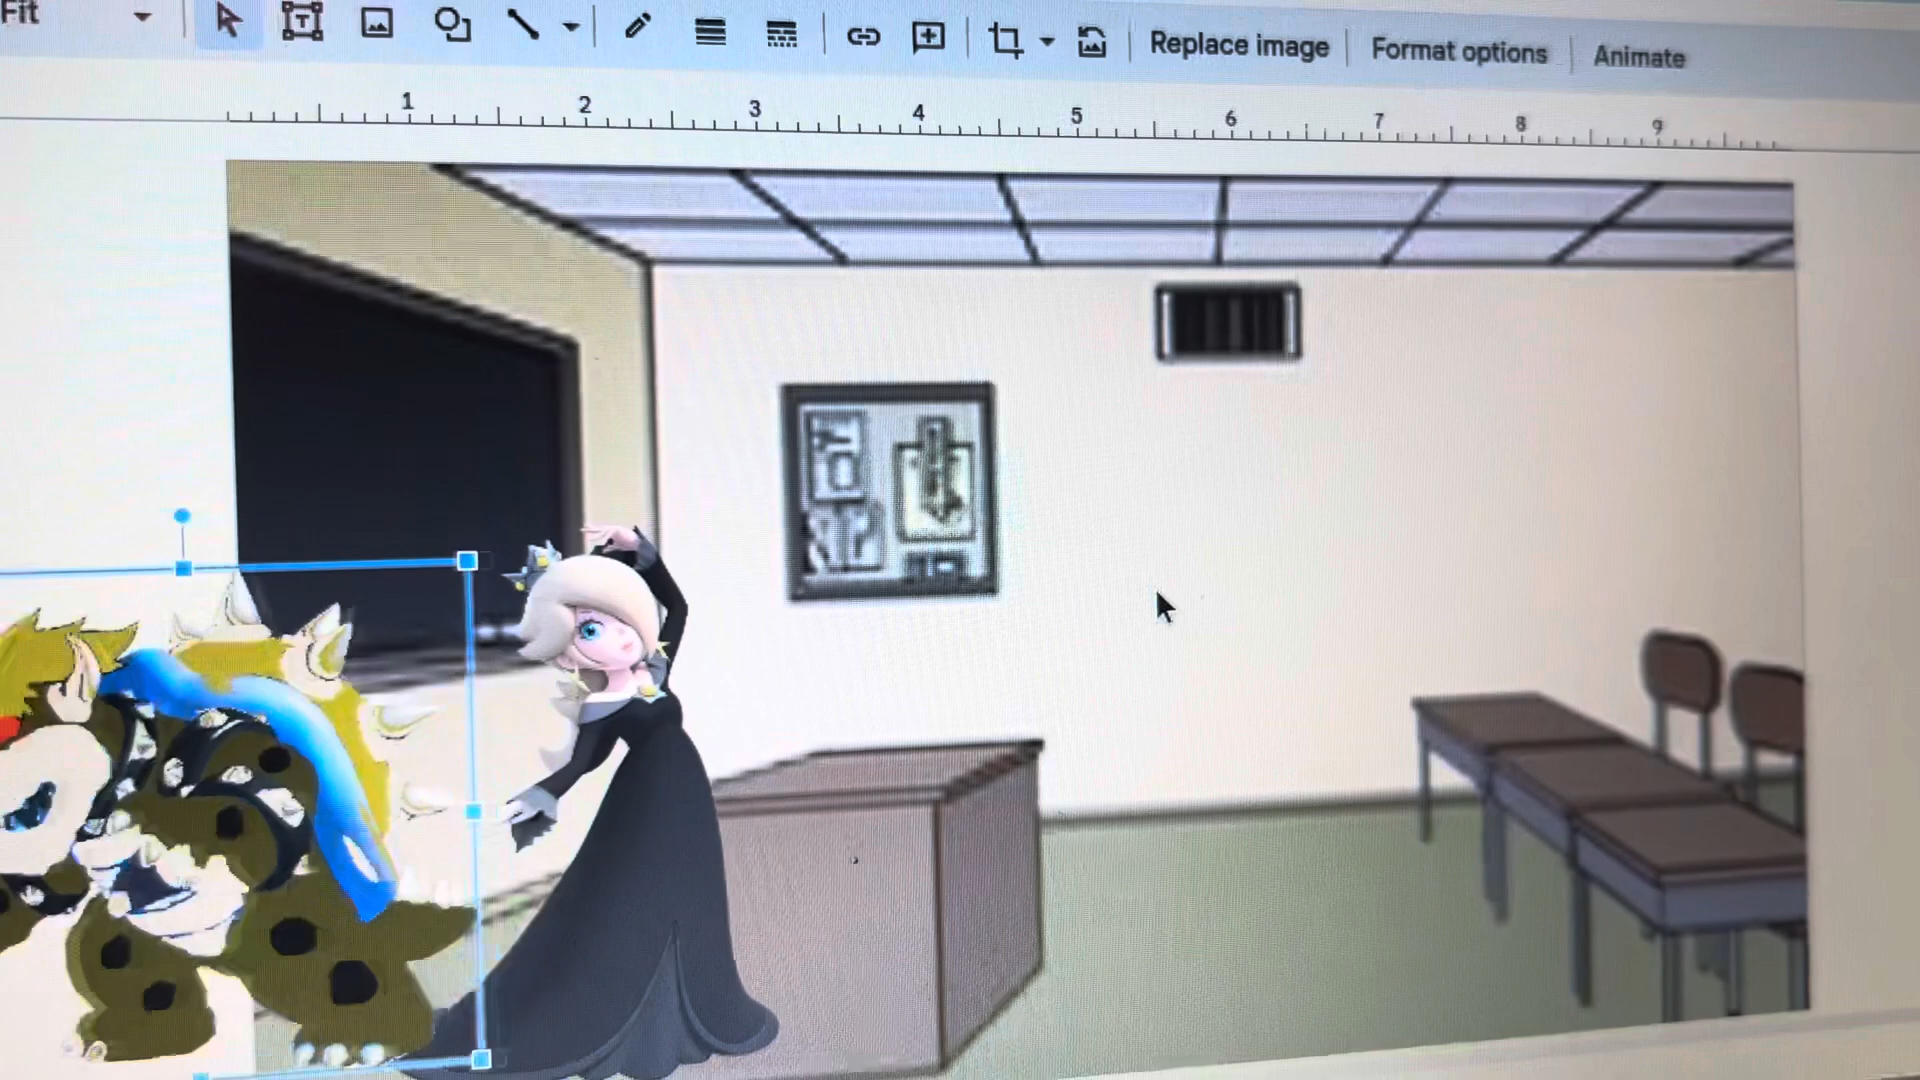 Fit
Replace image
Format options
Animate
1 2 3 4 5 6 7 8 9